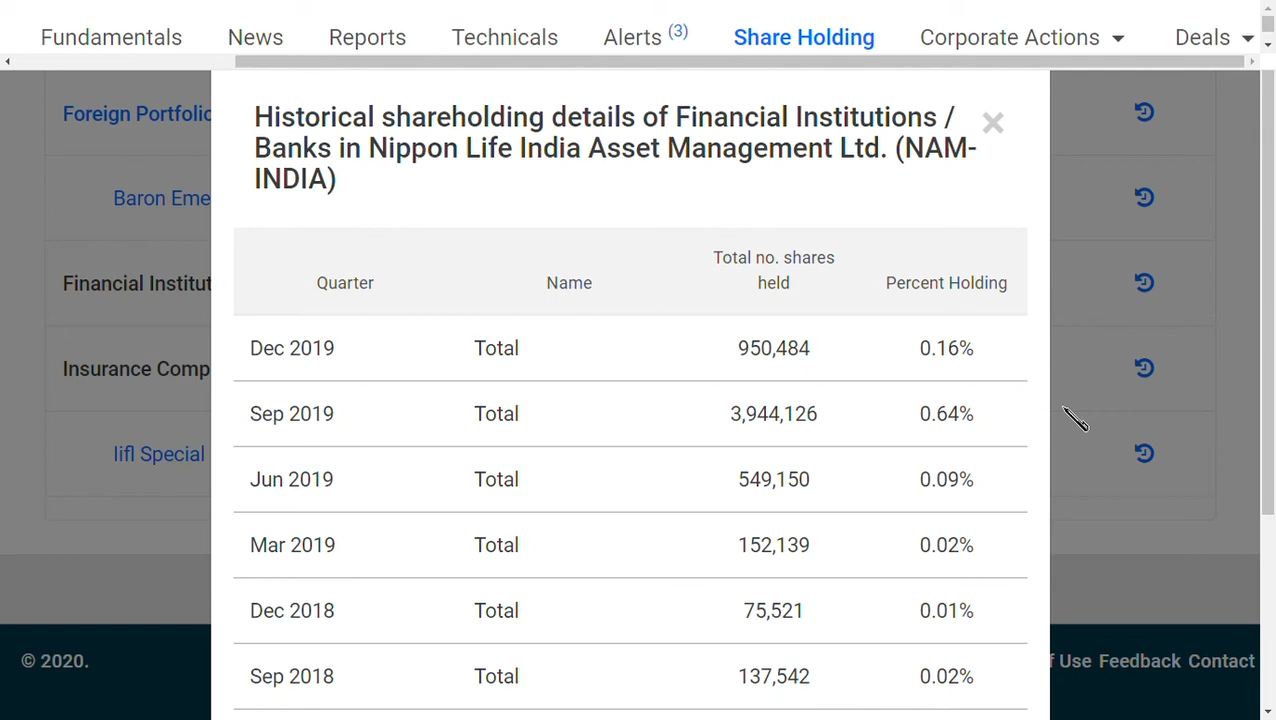 Fundamentals News Reports Technicals Alerts (3) Share Holding Corporate Actions Deals
Historical shareholding details of Financial Institutions /
Banks in Nippon Life India Asset Management Ltd. (NAM-
INDIA)
×
Foreign Portfolio
Baron Eme
Financial Institut
Insurance Comp
Iifl Special
Quarter Name Total no. shares held Percent Holding
Dec 2019 Total 950,484 0.16%
Sep 2019 Total 3,944,126 0.64%
Jun 2019 Total 549,150 0.09%
Mar 2019 Total 152,139 0.02%
Dec 2018 Total 75,521 0.01%
Sep 2018 Total 137,542 0.02%
© 2020. f Use Feedback Contact